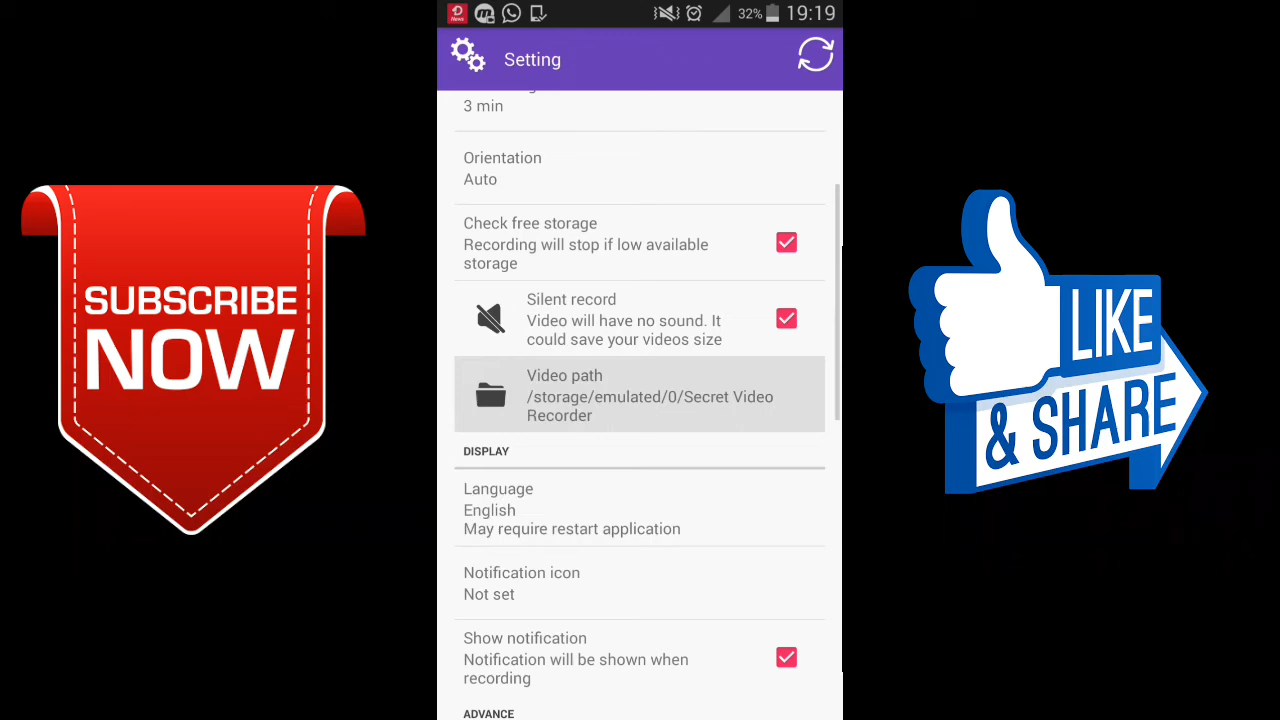 News
32%
19:19
Setting
3 min
Orientation
Auto
Check free storage
Recording will stop if low available
storage
Silent record
Video will have no sound. It
could save your videos size
Video path
/storage/emulated/0/Secret Video
Recorder
DISPLAY
Language
English
May require restart application
Notification icon
Not set
Show notification
Notification will be shown when
recording
ADVANCE
SUBSCRIBE
NOW
LIKE
& SHARE